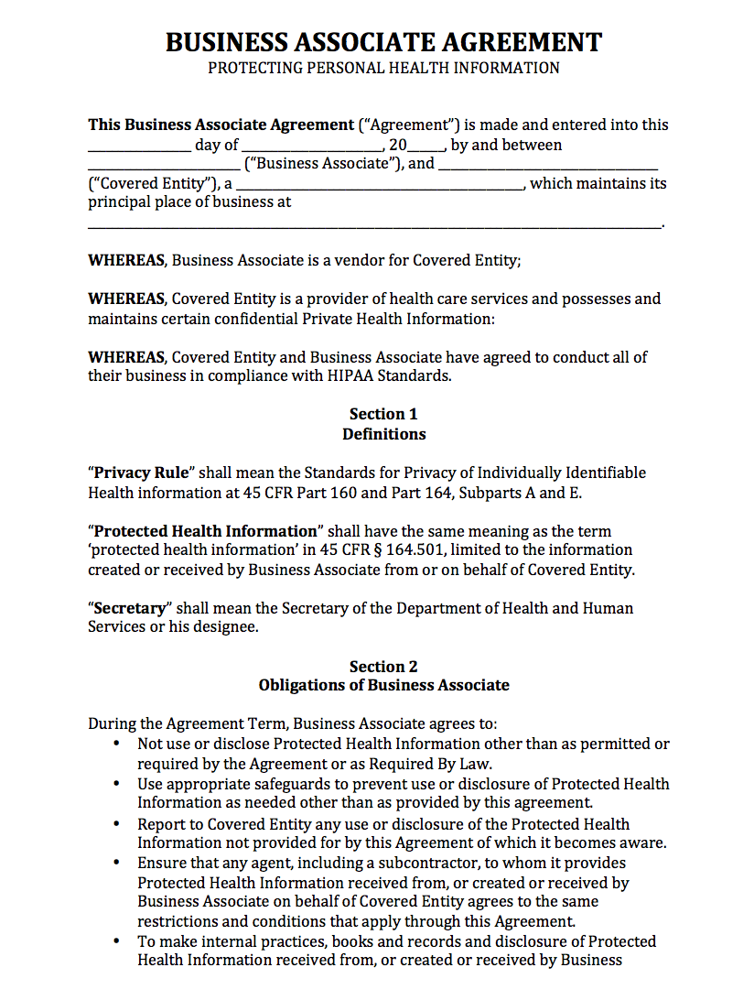 BUSINESS ASSOCIATE AGREEMENT
PROTECTING PERSONAL HEALTH INFORMATION
This Business Associate Agreement (“Agreement”) is made and entered into this
______________ day of ___________________, 20_____, by and between
_____________________ (“Business Associate”), and ______________________________
(“Covered Entity”), a _______________________________________, which maintains its
principal place of business at
______________________________________________________________________________.
WHEREAS, Business Associate is a vendor for Covered Entity;
WHEREAS, Covered Entity is a provider of health care services and possesses and
maintains certain confidential Private Health Information:
WHEREAS, Covered Entity and Business Associate have agreed to conduct all of
their business in compliance with HIPAA Standards.
Section 1
Definitions
“Privacy Rule” shall mean the Standards for Privacy of Individually Identifiable
Health information at 45 CFR Part 160 and Part 164, Subparts A and E.
“Protected Health Information” shall have the same meaning as the term
‘protected health information’ in 45 CFR § 164.501, limited to the information
created or received by Business Associate from or on behalf of Covered Entity.
“Secretary” shall mean the Secretary of the Department of Health and Human
Services or his designee.
Section 2
Obligations of Business Associate
During the Agreement Term, Business Associate agrees to:
• Not use or disclose Protected Health Information other than as permitted or
required by the Agreement or as Required By Law.
• Use appropriate safeguards to prevent use or disclosure of Protected Health
Information as needed other than as provided by this agreement.
• Report to Covered Entity any use or disclosure of the Protected Health
Information not provided for by this Agreement of which it becomes aware.
• Ensure that any agent, including a subcontractor, to whom it provides
Protected Health Information received from, or created or received by
Business Associate on behalf of Covered Entity agrees to the same
restrictions and conditions that apply through this Agreement.
• To make internal practices, books and records and disclosure of Protected
Health Information received from, or created or received by Business